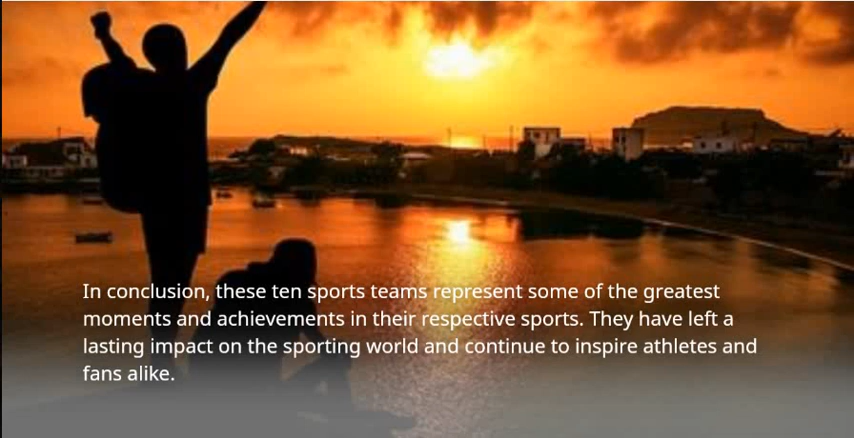 In conclusion, these ten sports teams represent some of the greatest
moments and achievements in their respective sports. They have left a
lasting impact on the sporting world and continue to inspire athletes and
fans alike.